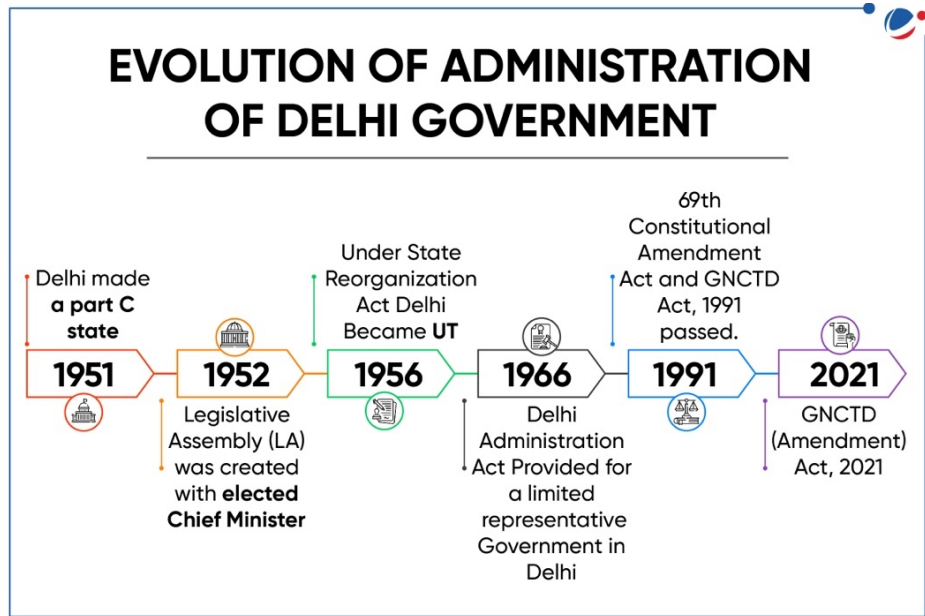 EVOLUTION OF ADMINISTRATION
OF DELHI GOVERNMENT
Delhi made
a part C
state
1951
1952
Legislative
Assembly (LA)
was created
with elected
Chief Minister
Under State
Reorganization
Act Delhi
Became UT
1956
1966
Delhi
Administration
Act Provided for
a limited
representative
Government in
Delhi
69th
Constitutional
Amendment
Act and GNCTD
Act, 1991
passed.
1991
2021
GNCTD
(Amendment)
Act, 2021